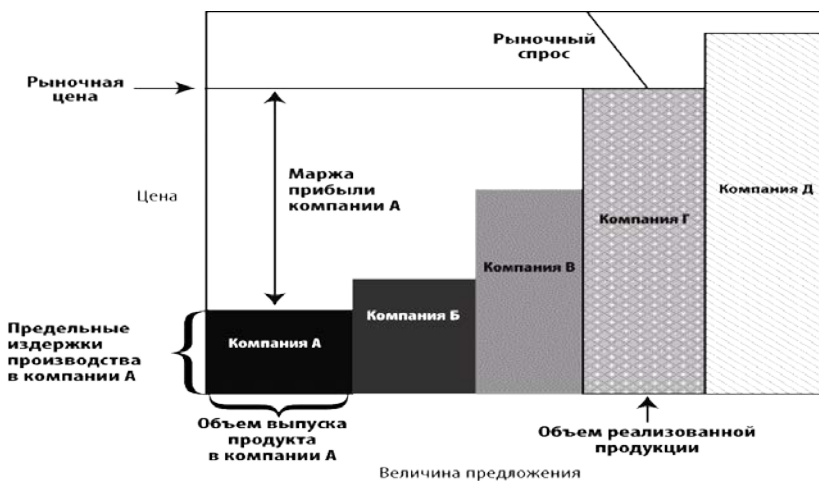 Рыночный
спрос
Рыночная
цена
Маржа
прибыли
компании А
Цена
Компания Д
Компания Г
Компания В
Компания Б
Компания А
Предельные
издержки
производства
в компании А
Объем выпуска
продукта
в компании А
Объем реализованной
продукции
Величина предложения